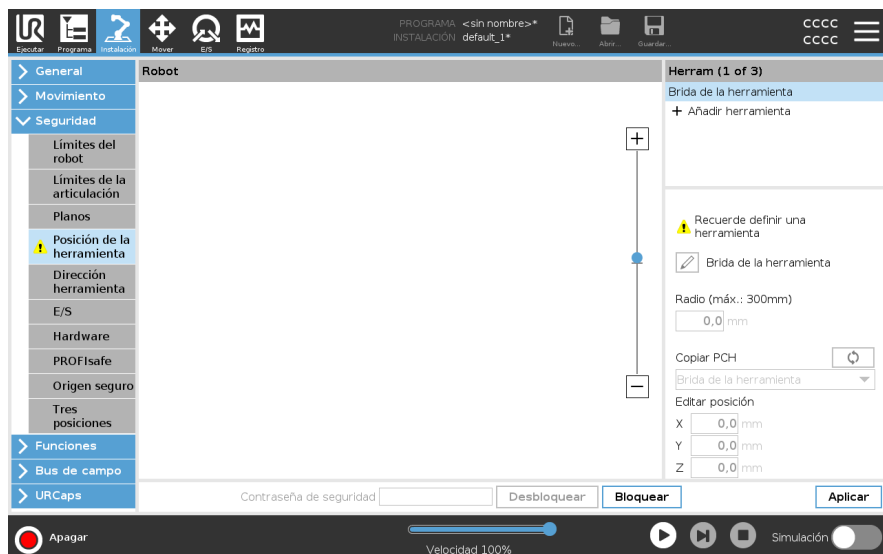 PROGRAMA <sin nombre>*
INSTALACIÓN default_1*
CCCC
CCCC
Ejecutar Programa Instalación Mover E/S Registro Nuevo... Abrir... Guardar...
General
Movimiento
Seguridad
Límites del
robot
Límites de la
articulación
Planos
Posición de la
herramienta
Dirección
herramienta
E/S
Hardware
PROFIsafe
Origen seguro
Tres
posiciones
Funciones
Bus de campo
URCaps
Robot
Herram (1 of 3)
Brida de la herramienta
+ Añadir herramienta
Recuerde definir una
herramienta
Brida de la herramienta
Radio (máx.: 300mm)
0,0 mm
Copiar PCH
Brida de la herramienta
Editar posición
X 0,0 mm
Y 0,0 mm
Z 0,0 mm
Contraseña de seguridad Desbloquear Bloquear Aplicar
Apagar
Velocidad 100%
Simulación